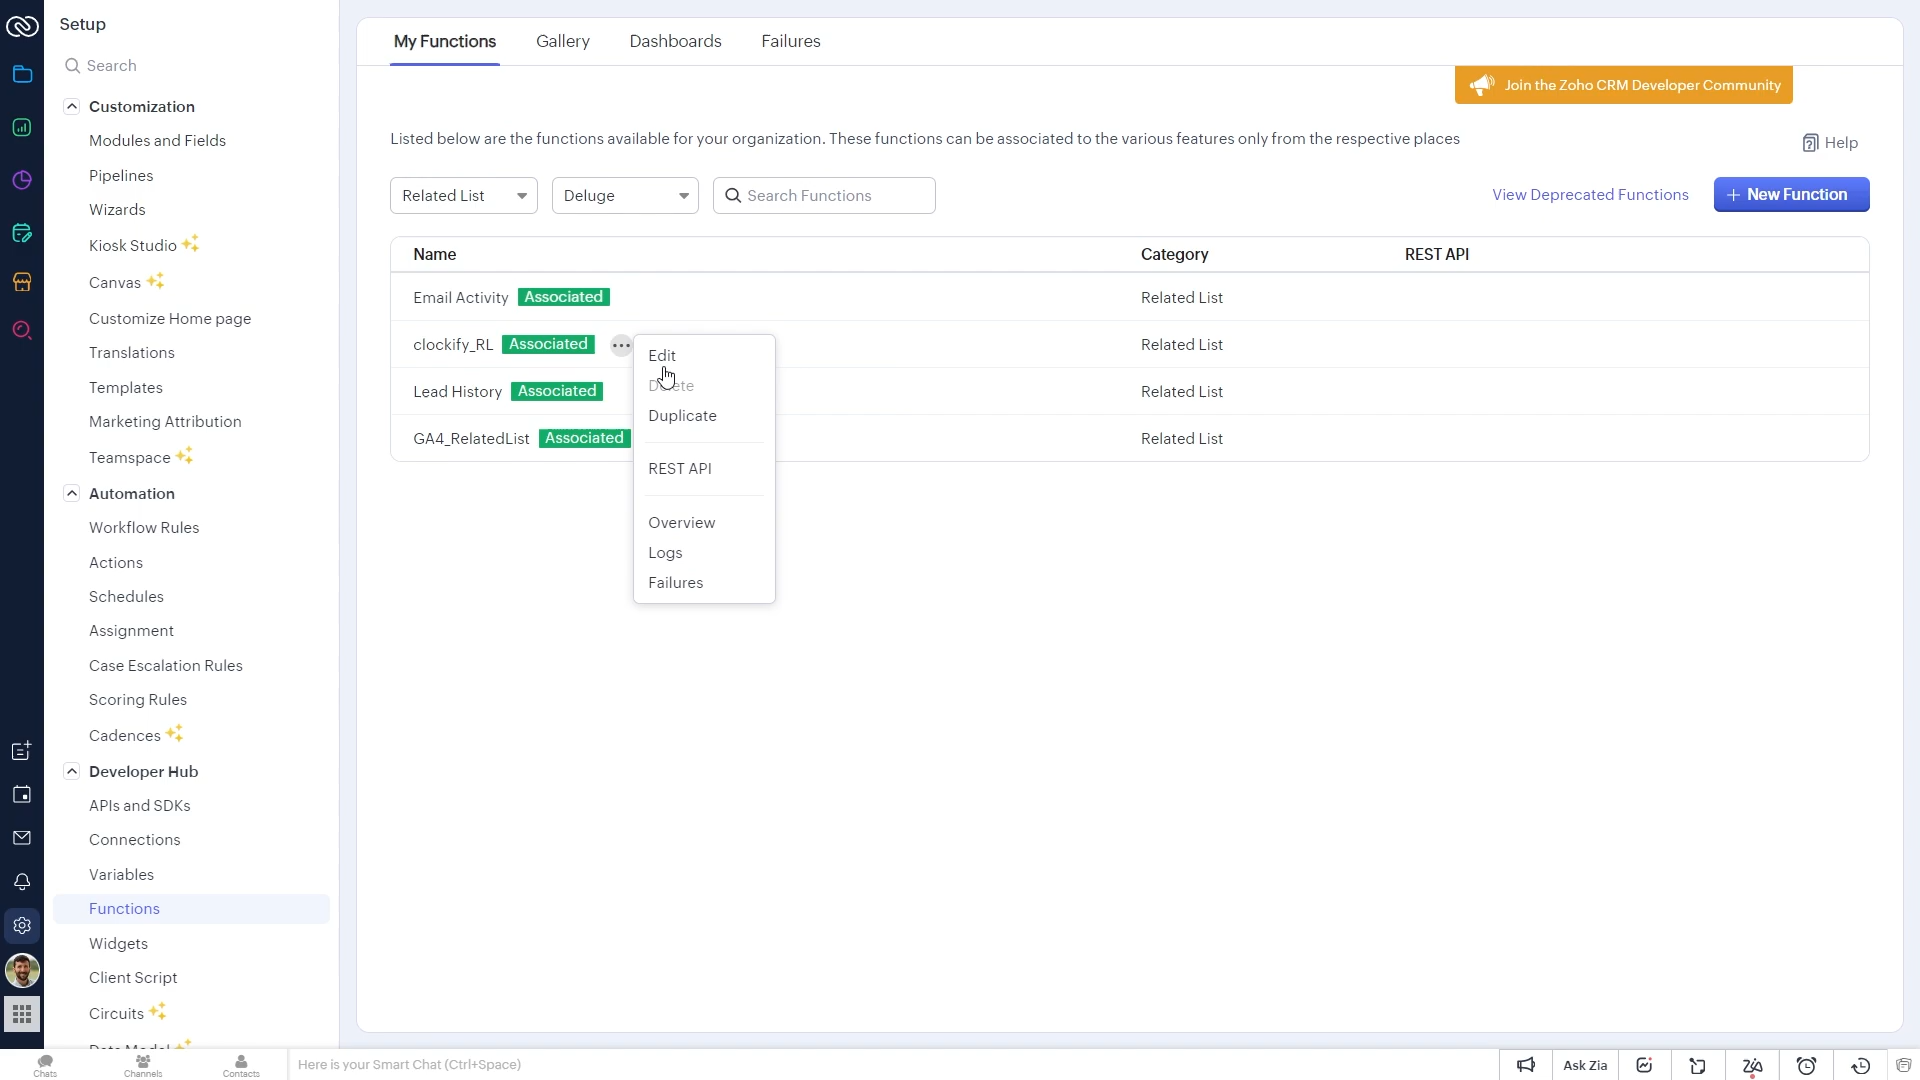 Setup
Search
Customization
Modules and Fields
Pipelines
Wizards
Kiosk Studio
Canvas
Customize Home page
Translations
Templates
Marketing Attribution
Teamspace
Automation
Workflow Rules
Actions
Schedules
Assignment
Case Escalation Rules
Scoring Rules
Cadences
Developer Hub
APIs and SDKs
Connections
Variables
Functions
Widgets
Client Script
Circuits
Data Model
My Functions Gallery Dashboards Failures
Join the Zoho CRM Developer Community
Listed below are the functions available for your organization. These functions can be associated to the various features only from the respective places
Help
Related List Deluge Search Functions View Deprecated Functions + New Function
Name Category REST API
Email Activity Associated Related List
clockify_RL Associated ... Related List
Lead History Associated Related List
GA4_RelatedList Associated Related List
Edit
Delete
Duplicate
REST API
Overview
Logs
Failures
Chats Channels Contacts Here is your Smart Chat (Ctrl+Space) Ask Zia